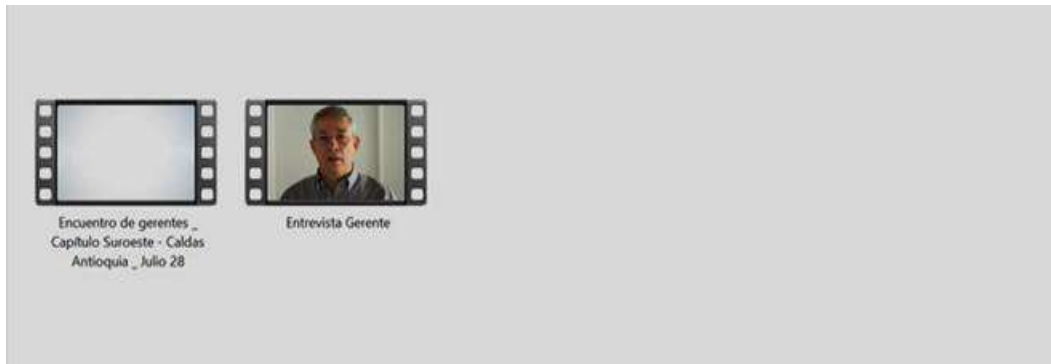 Encuentro de gerentes _
Capítulo Suroeste - Caldas
Antioquia _ Julio 28
Entrevista Gerente